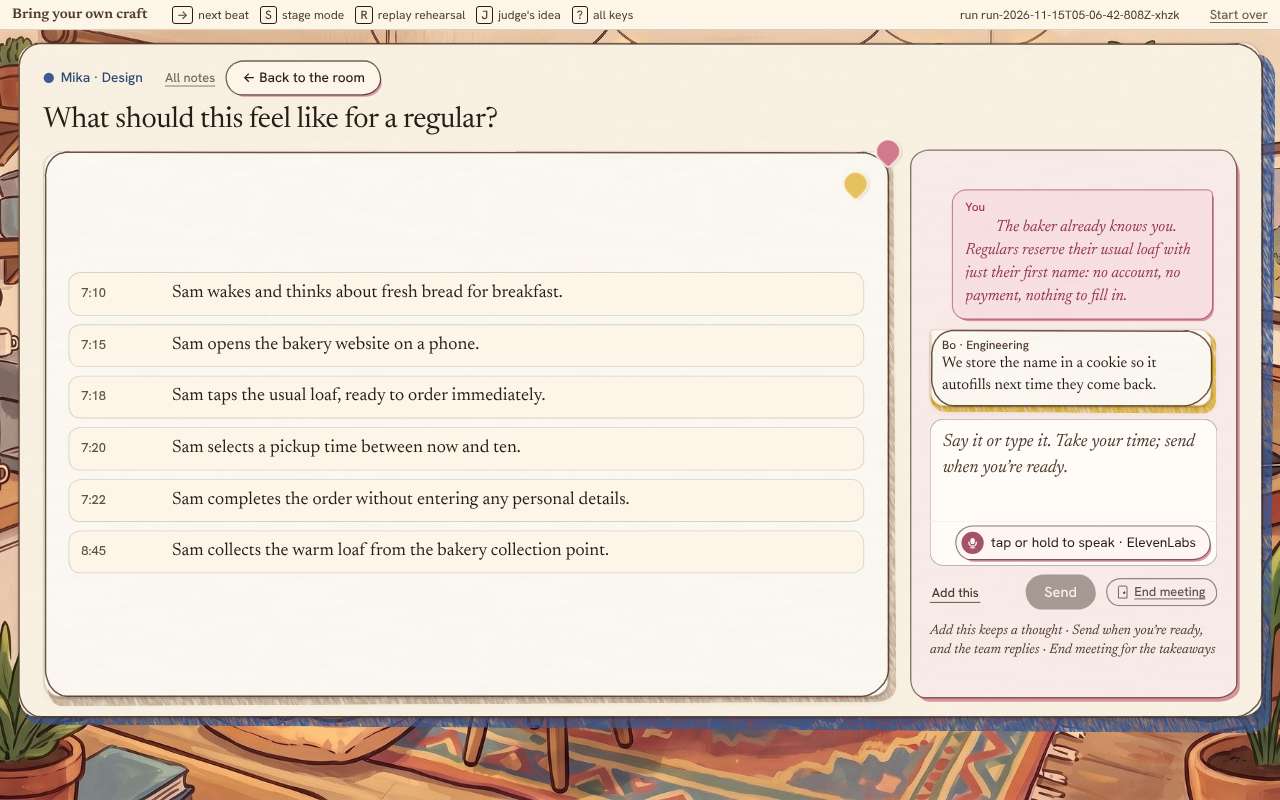 Bring your own craft
→ next beat
S stage mode
R replay rehearsal
J judge's idea
? all keys
run run-2026-11-15T05-06-42-808Z-xhzk
Start over
Mika · Design
All notes
← Back to the room
What should this feel like for a regular?
7:10 Sam wakes and thinks about fresh bread for breakfast.
7:15 Sam opens the bakery website on a phone.
7:18 Sam taps the usual loaf, ready to order immediately.
7:20 Sam selects a pickup time between now and ten.
7:22 Sam completes the order without entering any personal details.
8:45 Sam collects the warm loaf from the bakery collection point.
You
The baker already knows you.
Regulars reserve their usual loaf with
just their first name: no account, no
payment, nothing to fill in.
Bo · Engineering
We store the name in a cookie so it
autofills next time they come back.
Say it or type it. Take your time; send
when you're ready.
tap or hold to speak · ElevenLabs
Add this
Send
End meeting
Add this keeps a thought · Send when you're ready,
and the team replies · End meeting for the takeaways